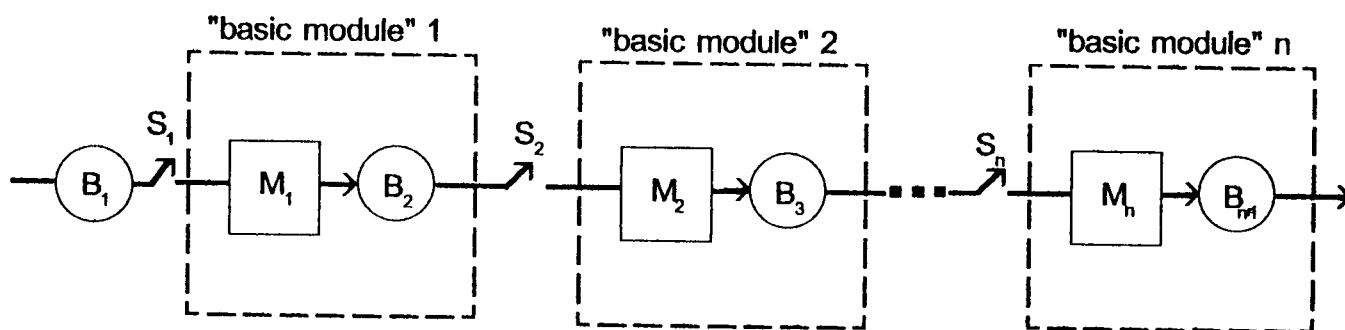 "basic module" 1
"basic module" 2
"basic module" n
B₁
S₁
M₁
B₂
S₂
M₂
B₃
Sₙ
Mₙ
Bₙ₊₁